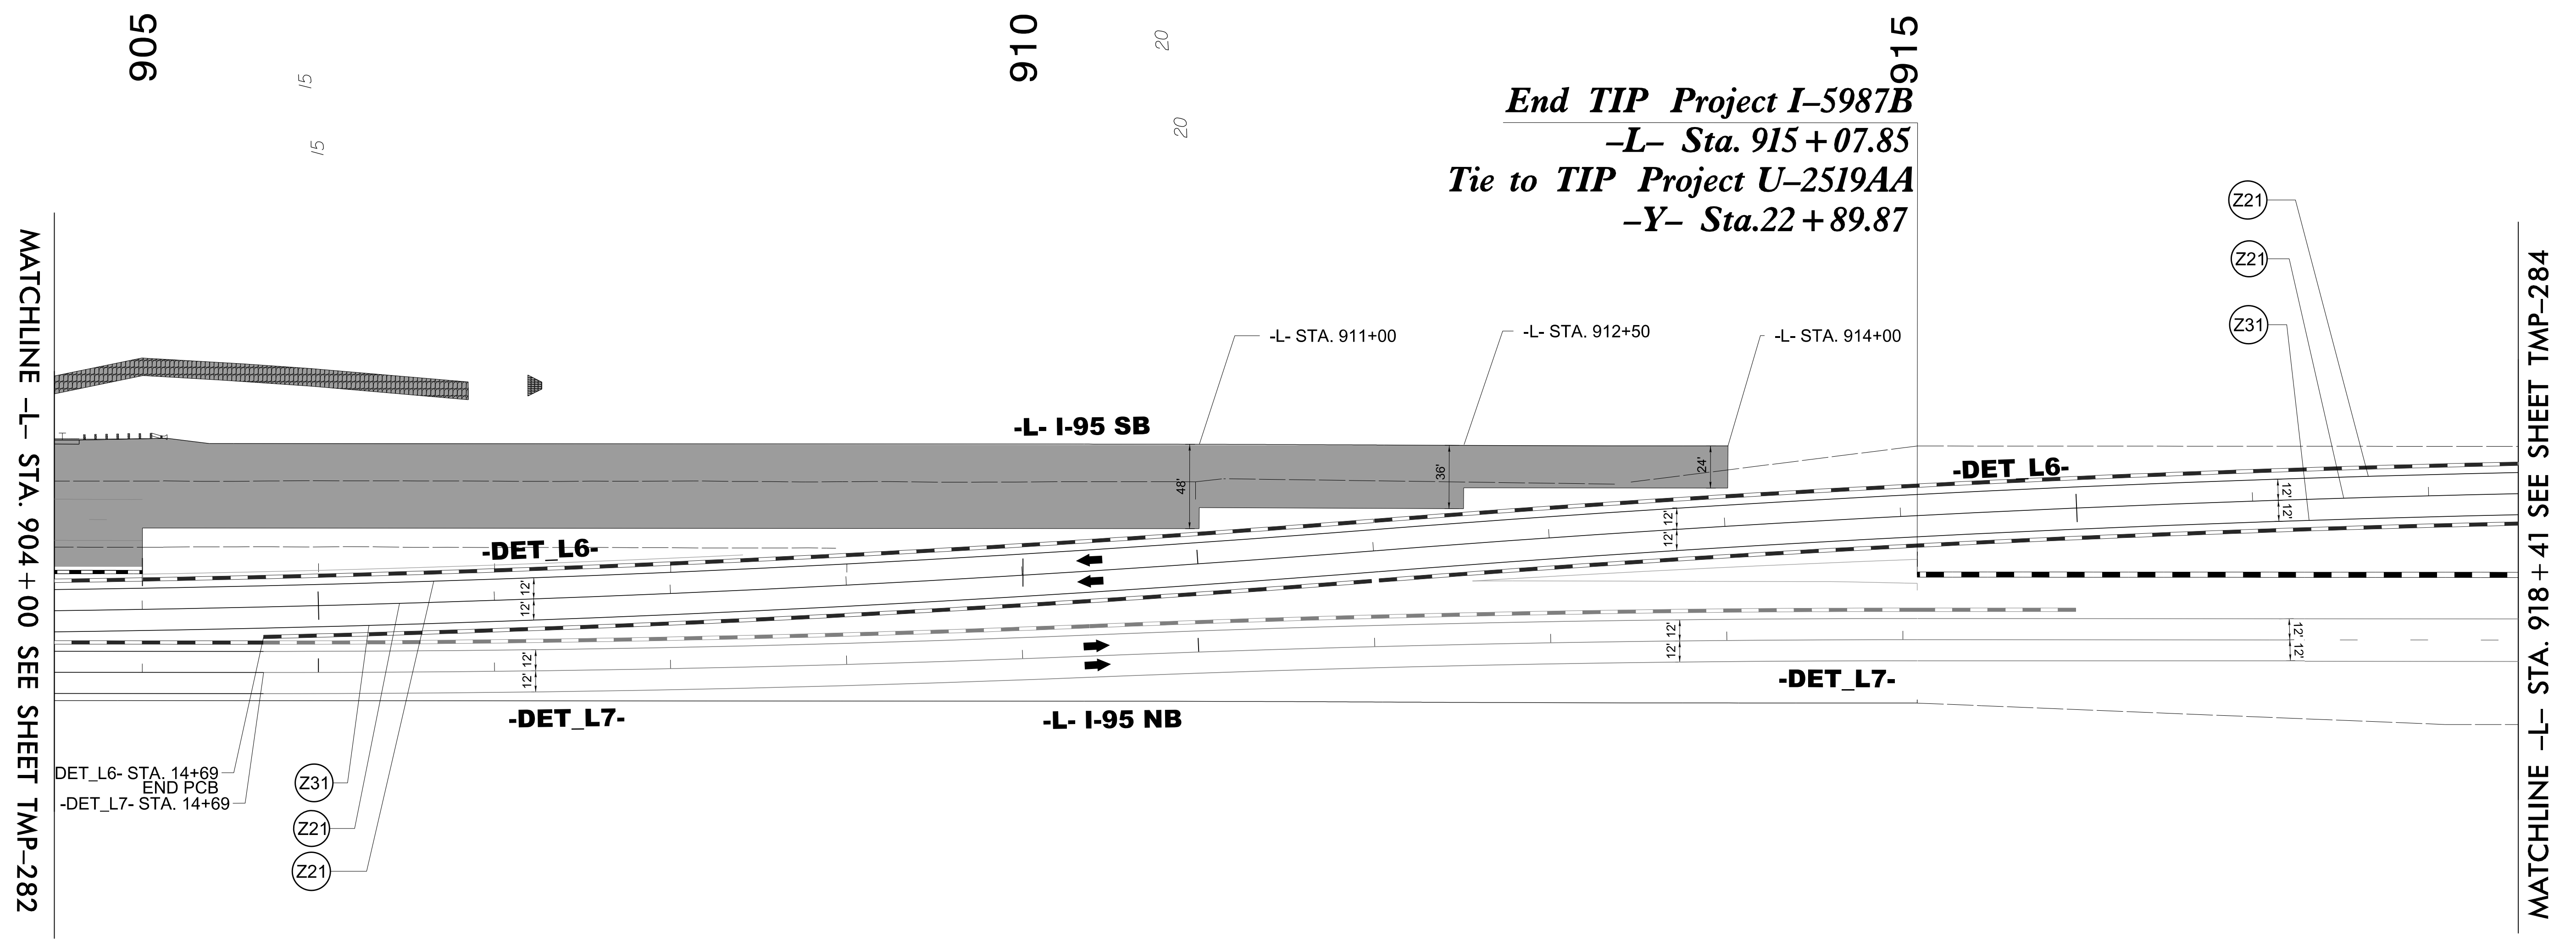 905
910
915
15
15
20
20
End TIP Project I-5987B
-L- Sta. 915+07.85
Tie to TIP Project U-2519AA
-Y- Sta.22+89.87
MATCHLINE -L- STA. 904+00 SEE SHEET TMP-282
MATCHLINE -L- STA. 918+41 SEE SHEET TMP-284
Z21
Z21
Z31
-L- STA. 911+00
-L- STA. 912+50
-L- STA. 914+00
-L- I-95 SB
48'
36'
24'
-DET_L6-
-DET_L6-
12'
12'
12'
12'
12'
12'
12'
12'
12'
12'
12'
12'
-DET_L7-
-DET_L7-
-L- I-95 NB
DET_L6- STA. 14+69
END PCB
-DET_L7- STA. 14+69
Z31
Z21
Z21